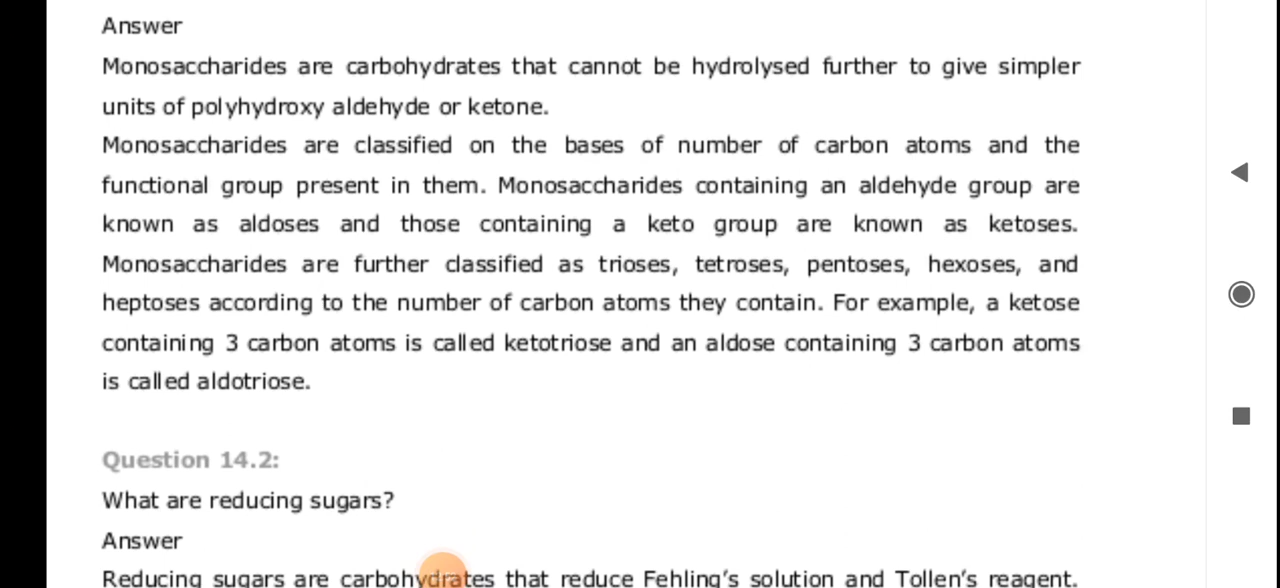 Answer
Monosaccharides are carbohydrates that cannot be hydrolysed further to give simpler
units of polyhydroxy aldehyde or ketone.
Monosaccharides are classified on the bases of number of carbon atoms and the
functional group present in them. Monosaccharides containing an aldehyde group are
known as aldoses and those containing a keto group are known as ketoses.
Monosaccharides are further classified as trioses, tetroses, pentoses, hexoses, and
heptoses according to the number of carbon atoms they contain. For example, a ketose
containing 3 carbon atoms is called ketotriose and an aldose containing 3 carbon atoms
is called aldotriose.
Question 14.2:
What are reducing sugars?
Answer
Reducing sugars are carbohydrates that reduce Fehling's solution and Tollen's reagent.